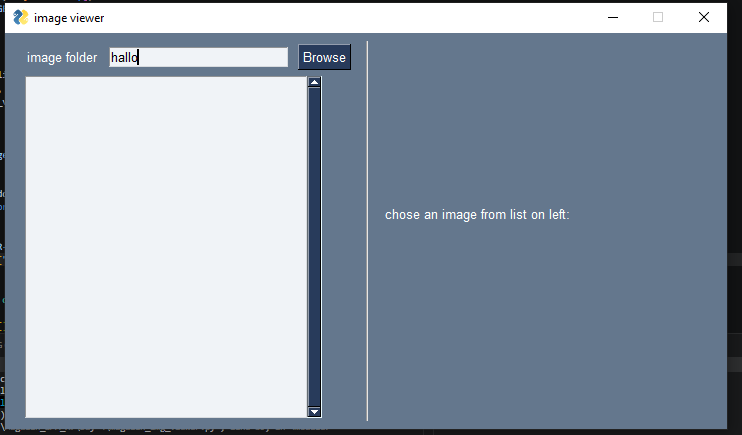 image viewer
image folder hallo Browse
chose an image from list on left: